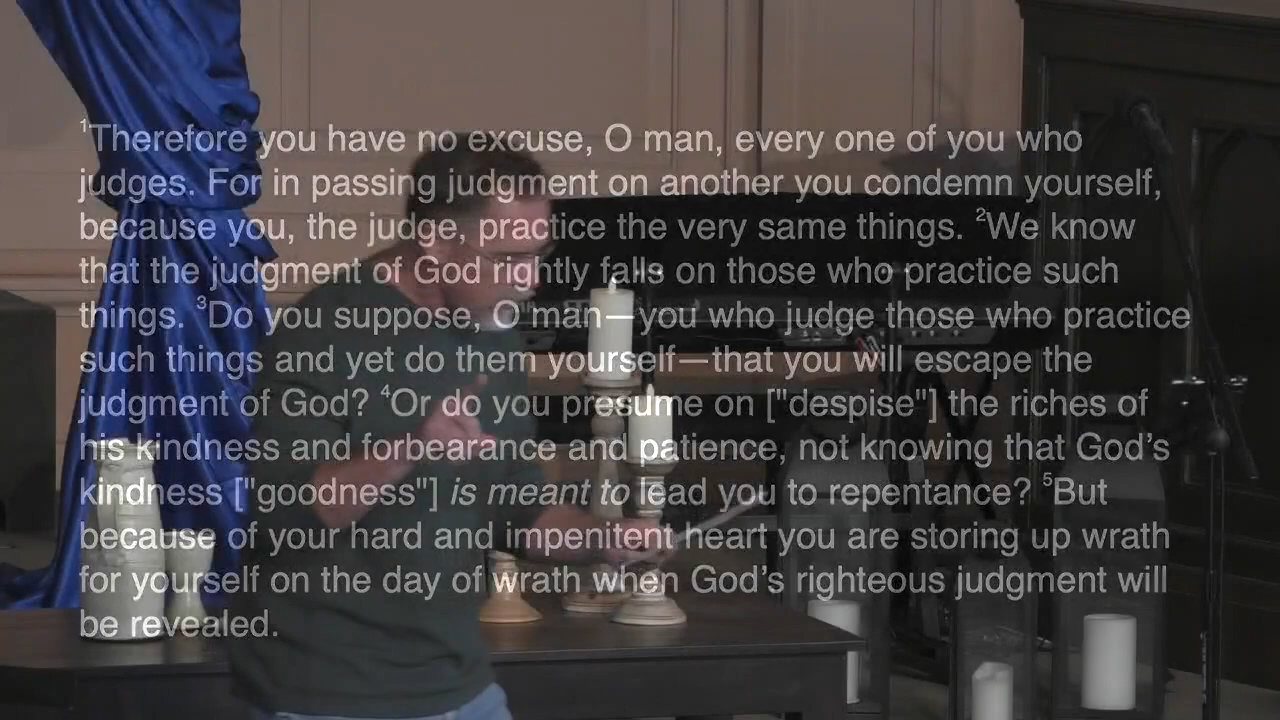 ¹Therefore you have no excuse, O man, every one of you who
judges. For in passing judgment on another you condemn yourself,
because you, the judge, practice the very same things. ²We know
that the judgment of God rightly falls on those who practice such
things. ³Do you suppose, O man—you who judge those who practice
such things and yet do them yourself—that you will escape the
judgment of God? ⁴Or do you presume on ["despise"] the riches of
his kindness and forbearance and patience, not knowing that God’s
kindness ["goodness"] is meant to lead you to repentance? ⁵But
because of your hard and impenitent heart you are storing up wrath
for yourself on the day of wrath when God’s righteous judgment will
be revealed.